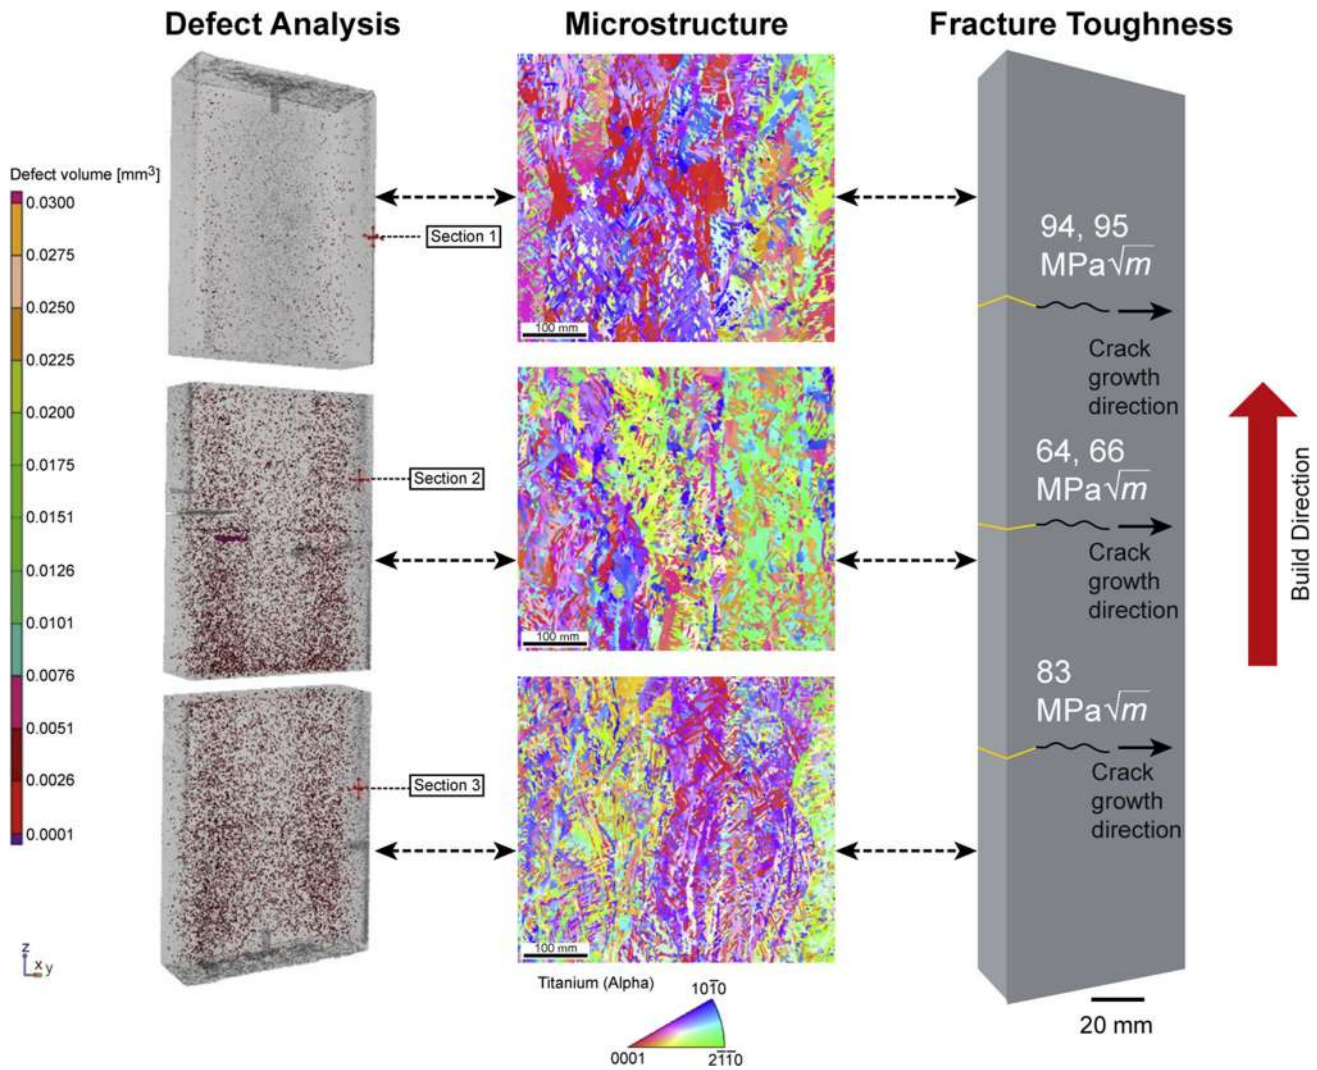 Defect Analysis
Microstructure
Fracture Toughness
Defect volume [mm³]
0.0300
0.0275
0.0250
0.0225
0.0200
0.0175
0.0151
0.0126
0.0101
0.0076
0.0051
0.0026
0.0001
Section 1
Section 2
Section 3
z
x y
100 mm
100 mm
100 mm
Titanium (Alpha)
101̅0
0001
21̅1̅0
94, 95
MPa√m
Crack
growth
direction
64, 66
MPa√m
Crack
growth
direction
83
MPa√m
Crack
growth
direction
Build Direction
20 mm